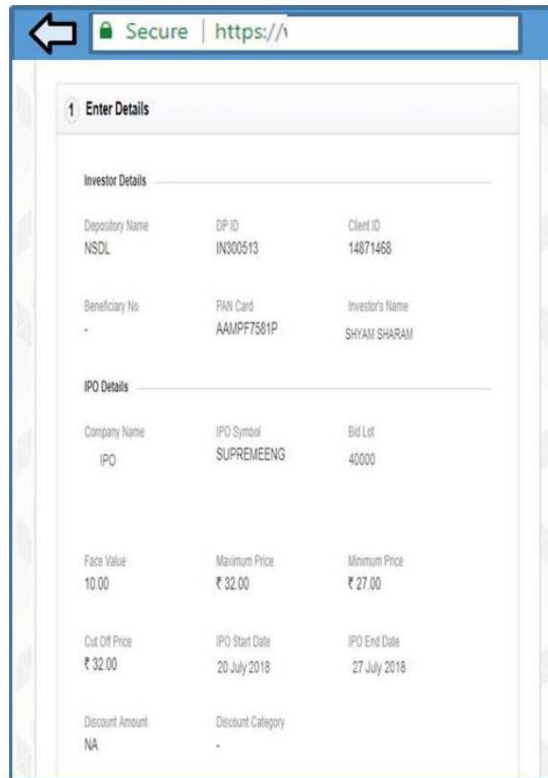 Secure | https://
1 Enter Details
Investor Details
Depository Name DP ID Client ID
NSDL IN300513 14871468
Beneficiary No. PAN Card Investor's Name
- AAMPF7581P SHYAM SHARAM
IPO Details
Company Name IPO Symbol Bid Lot
IPO SUPREMEENG 40000
Face Value Maximum Price Minimum Price
10.00 ₹ 32.00 ₹ 27.00
Cut Off Price IPO Start Date IPO End Date
₹ 32.00 20 July 2018 27 July 2018
Discount Amount Discount Category
NA -